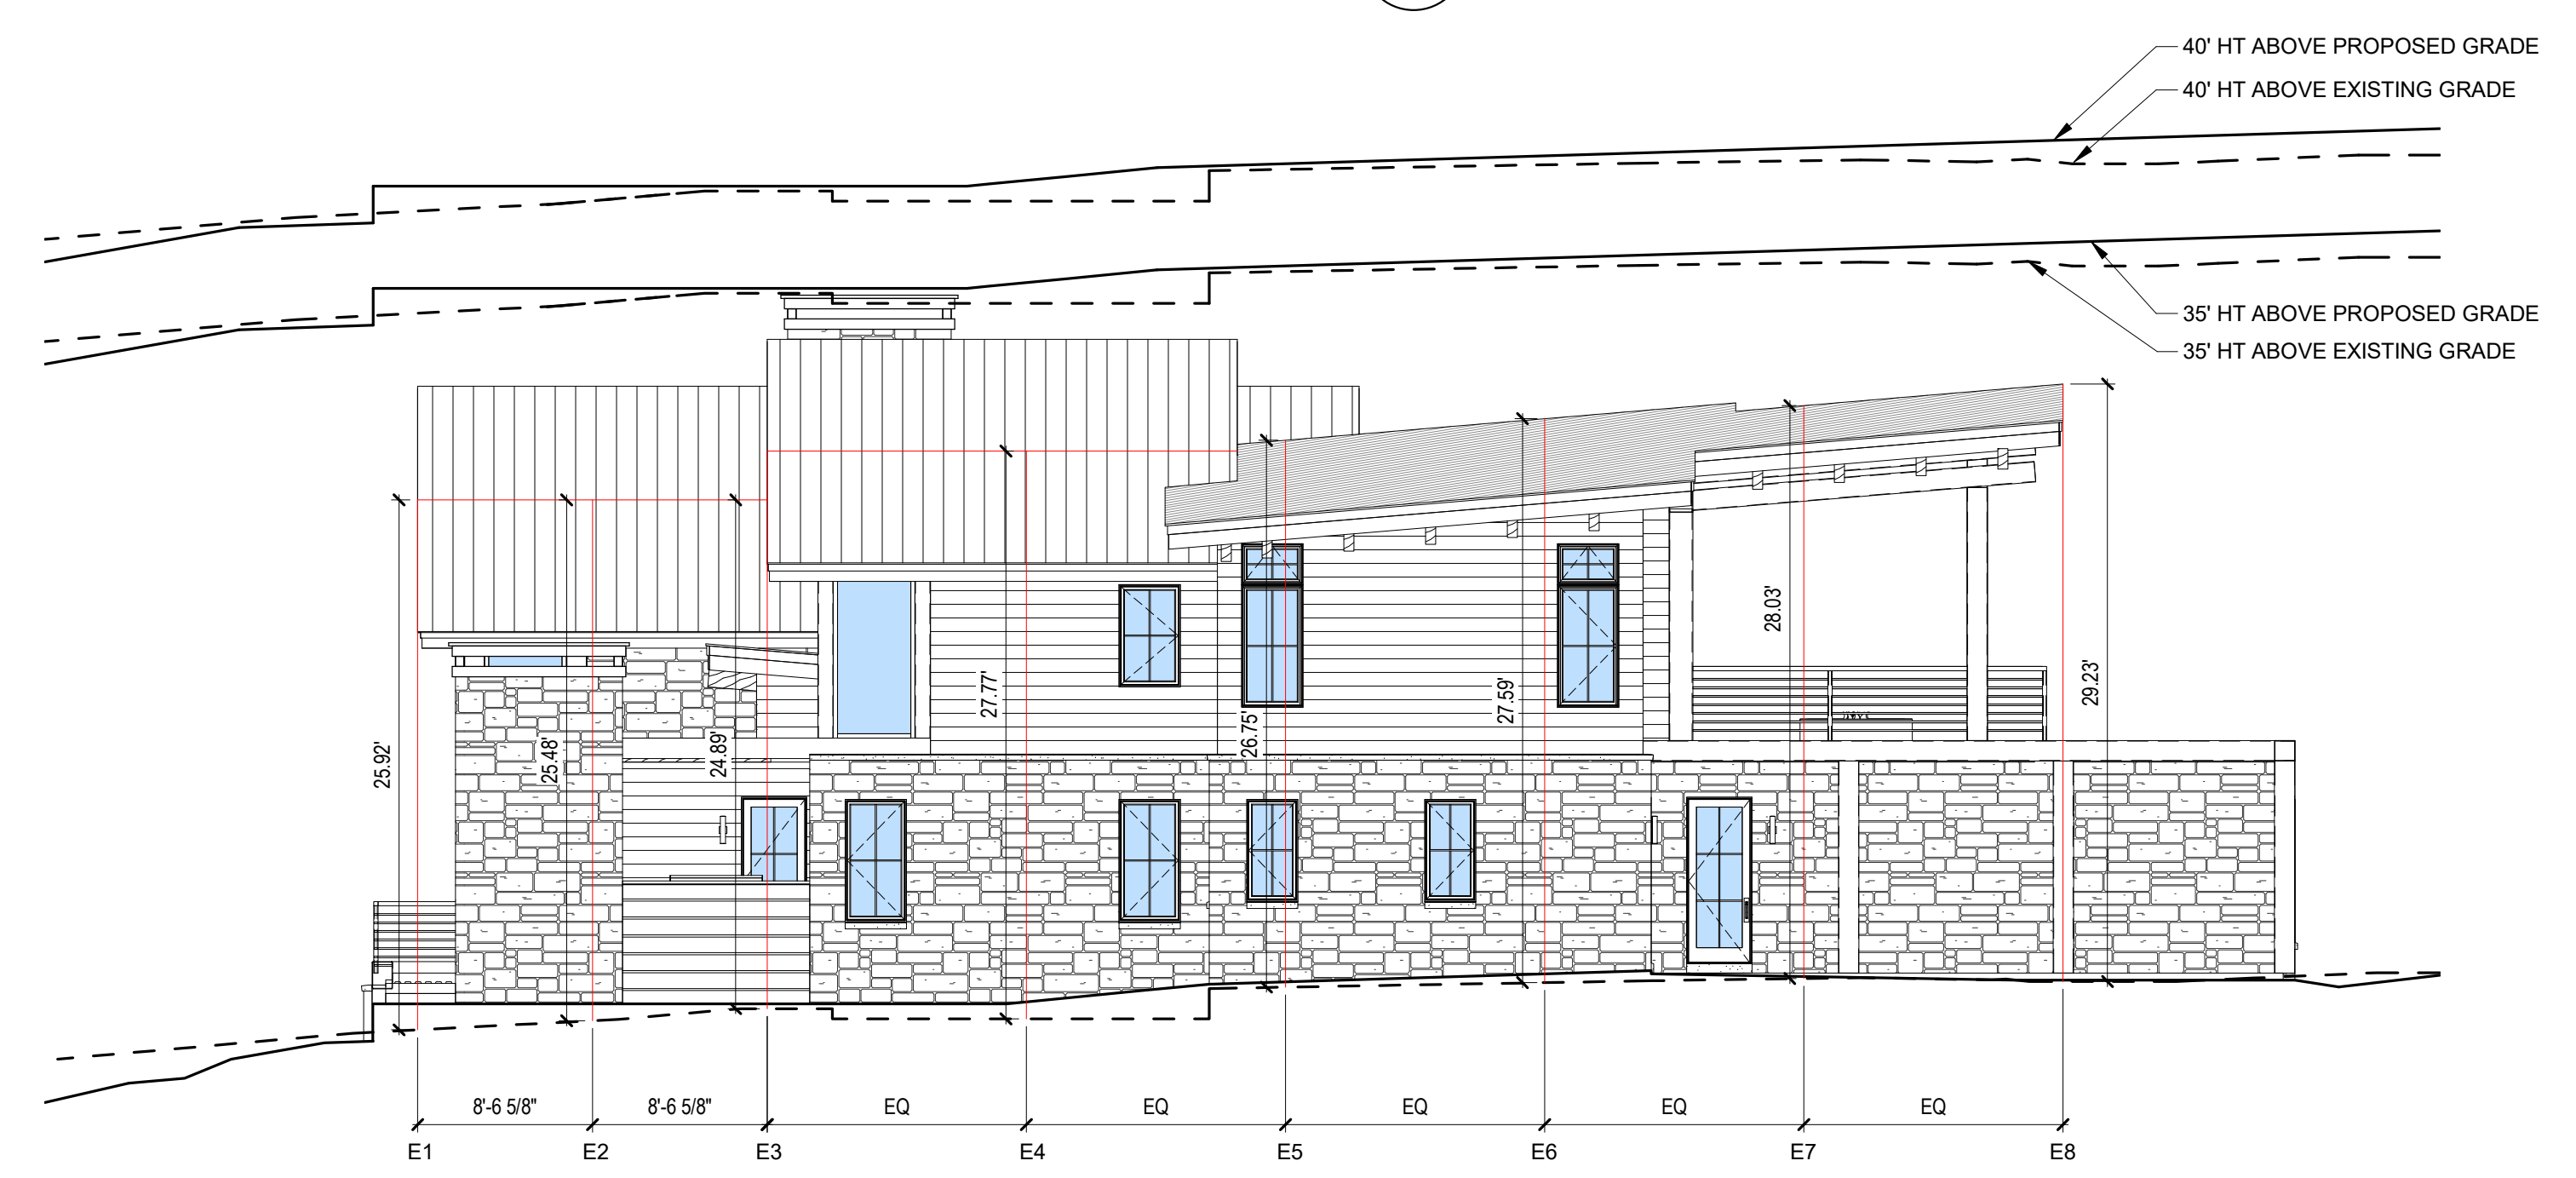 40' HT ABOVE PROPOSED GRADE
40' HT ABOVE EXISTING GRADE
35' HT ABOVE PROPOSED GRADE
35' HT ABOVE EXISTING GRADE
25.92'
25.48'
24.89'
27.77'
26.75'
27.59'
28.03'
29.23'
8'-6 5/8"
8'-6 5/8"
EQ
EQ
EQ
EQ
EQ
E1
E2
E3
E4
E5
E6
E7
E8